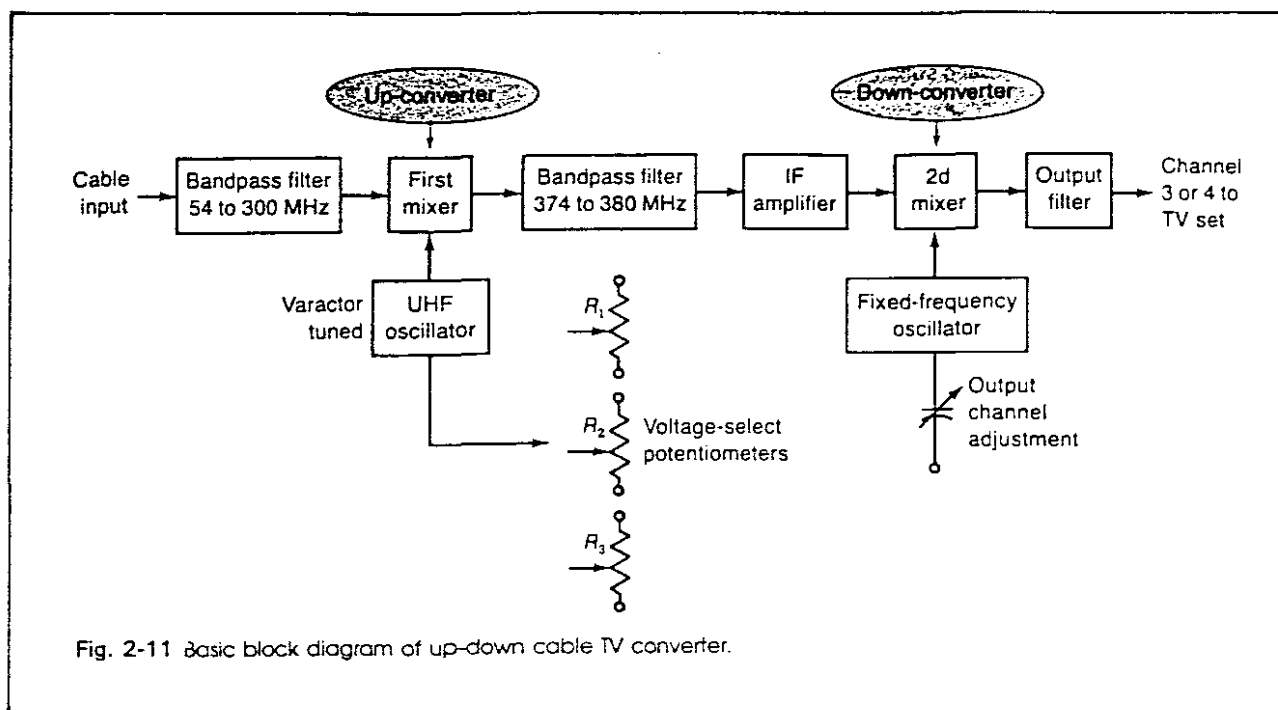 Up-converter
Down-converter
Cable
input
Bandpass filter
54 to 300 MHz
First
mixer
Bandpass filter
374 to 380 MHz
IF
amplifier
2d
mixer
Output
filter
Channel
3 or 4 to
TV set
Varactor
tuned
UHF
oscillator
R₁
Fixed-frequency
oscillator
Output
channel
adjustment
R₂
Voltage-select
potentiometers
R₃
Fig. 2-11 Basic block diagram of up-down cable TV converter.